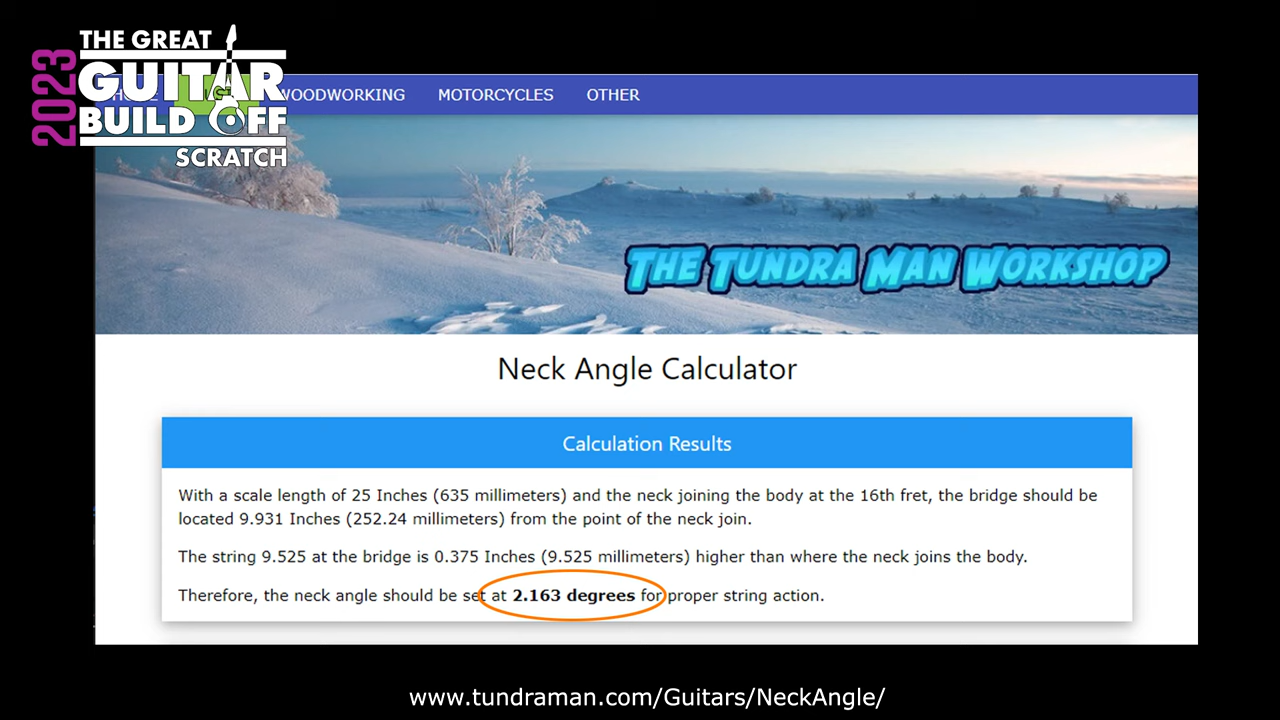 THE GREAT
GUITAR
BUILD OFF
SCRATCH
2023
WOODWORKING MOTORCYCLES OTHER
THE TUNDRA MAN WORKSHOP
Neck Angle Calculator
Calculation Results
With a scale length of 25 Inches (635 millimeters) and the neck joining the body at the 16th fret, the bridge should be
located 9.931 Inches (252.24 millimeters) from the point of the neck join.
The string 9.525 at the bridge is 0.375 Inches (9.525 millimeters) higher than where the neck joins the body.
Therefore, the neck angle should be set at 2.163 degrees for proper string action.
www.tundraman.com/Guitars/NeckAngle/